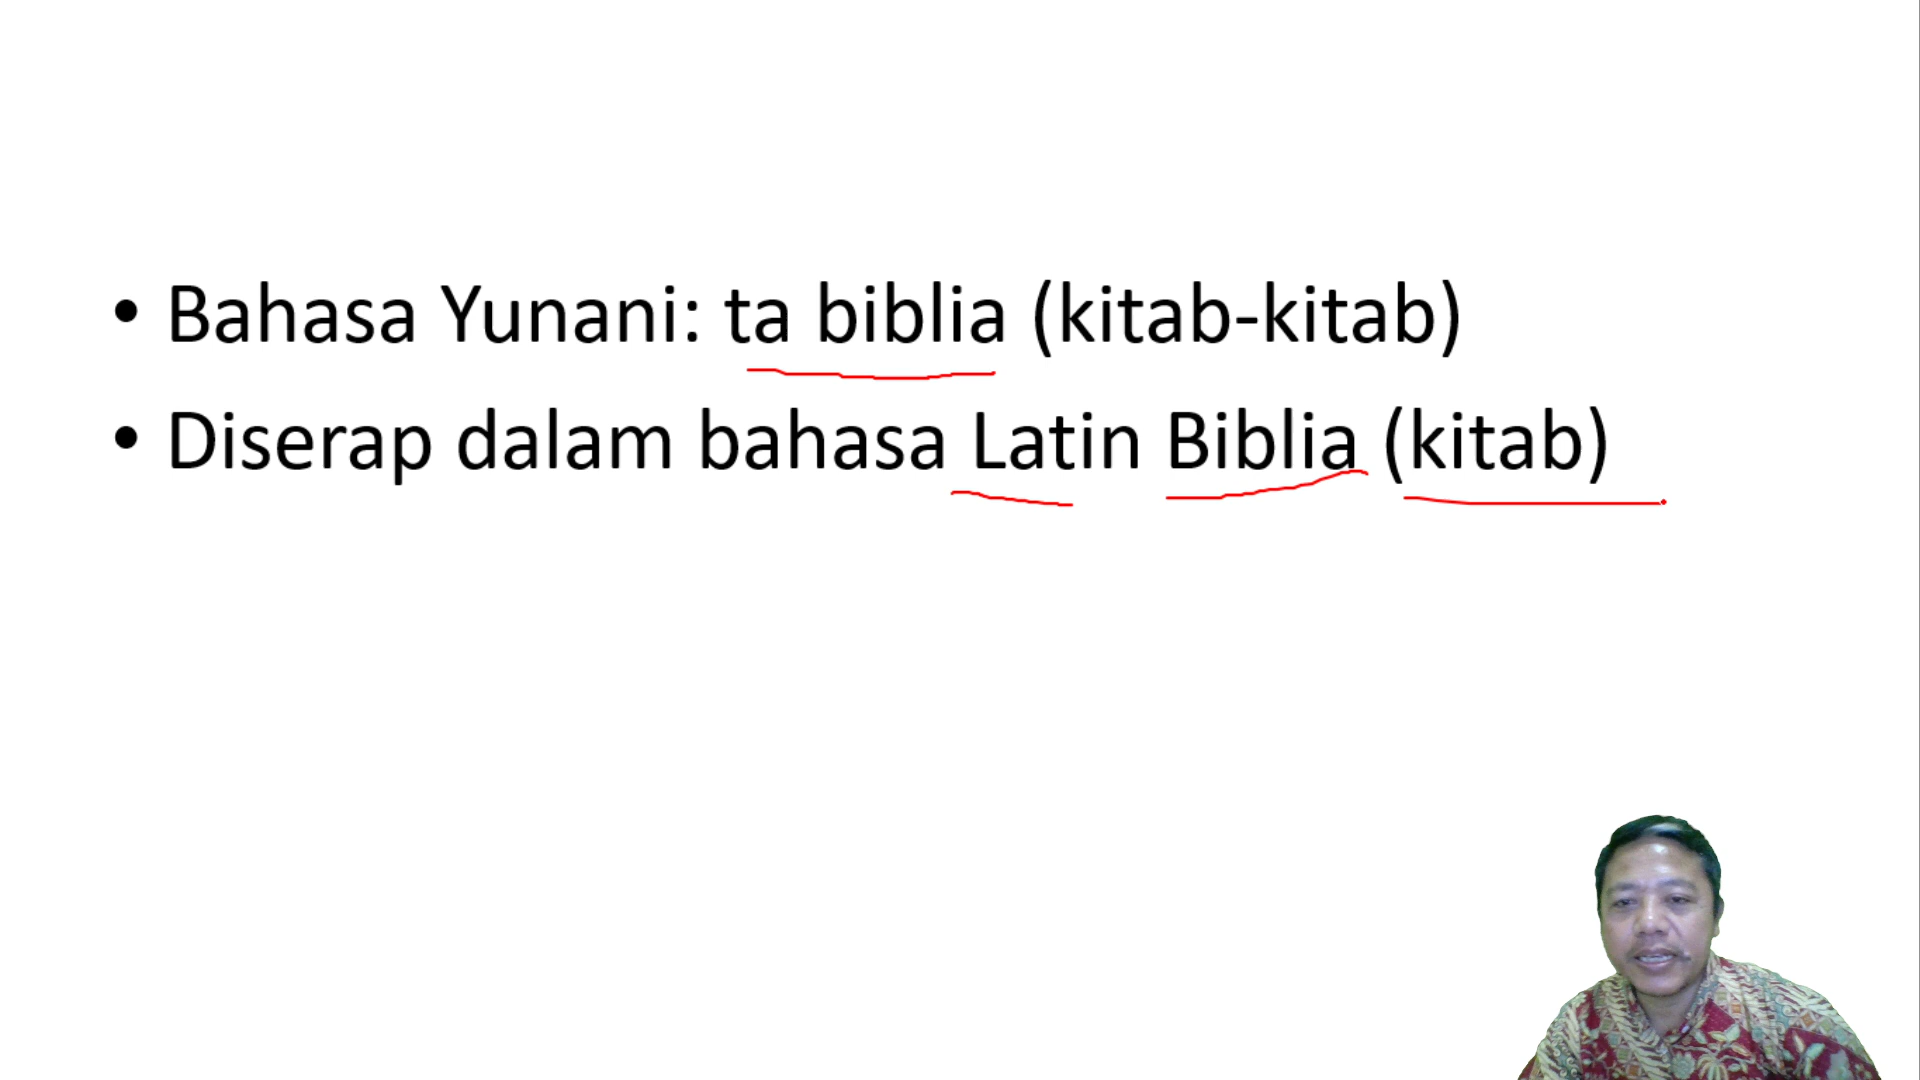 • Bahasa Yunani: ta biblia (kitab-kitab)
• Diserap dalam bahasa Latin Biblia (kitab)